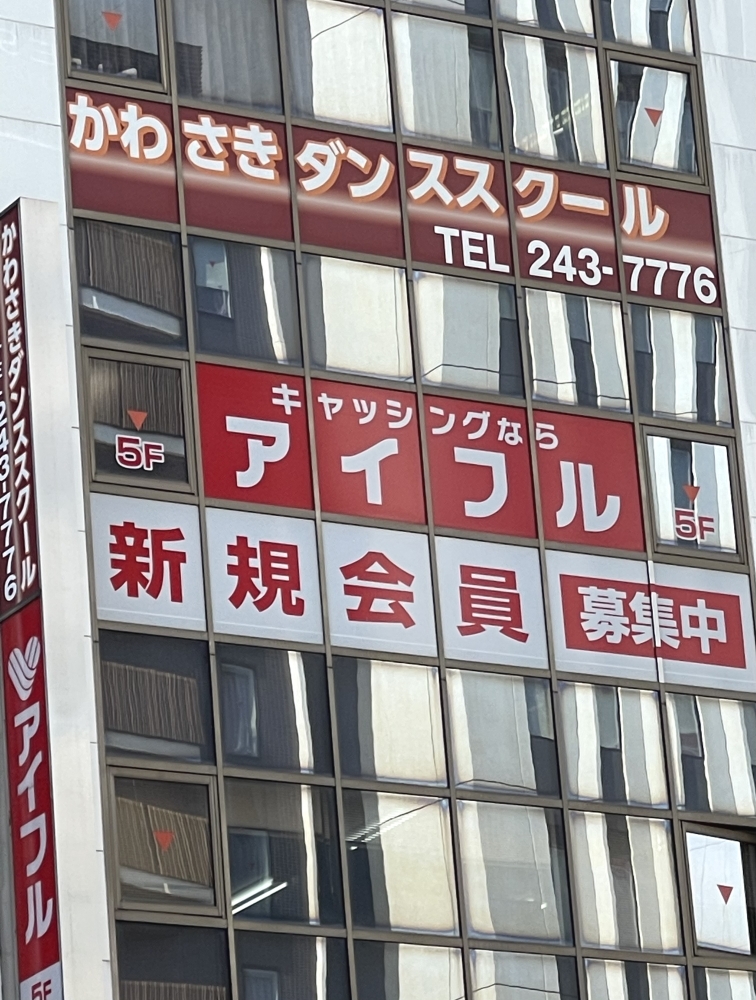 かわさきダンススクール
TEL 243-7776
キャッシングなら
アイフル
5F
5F
新規会員募集中
かわさきダンススクール
243-7776
アイフル
5F